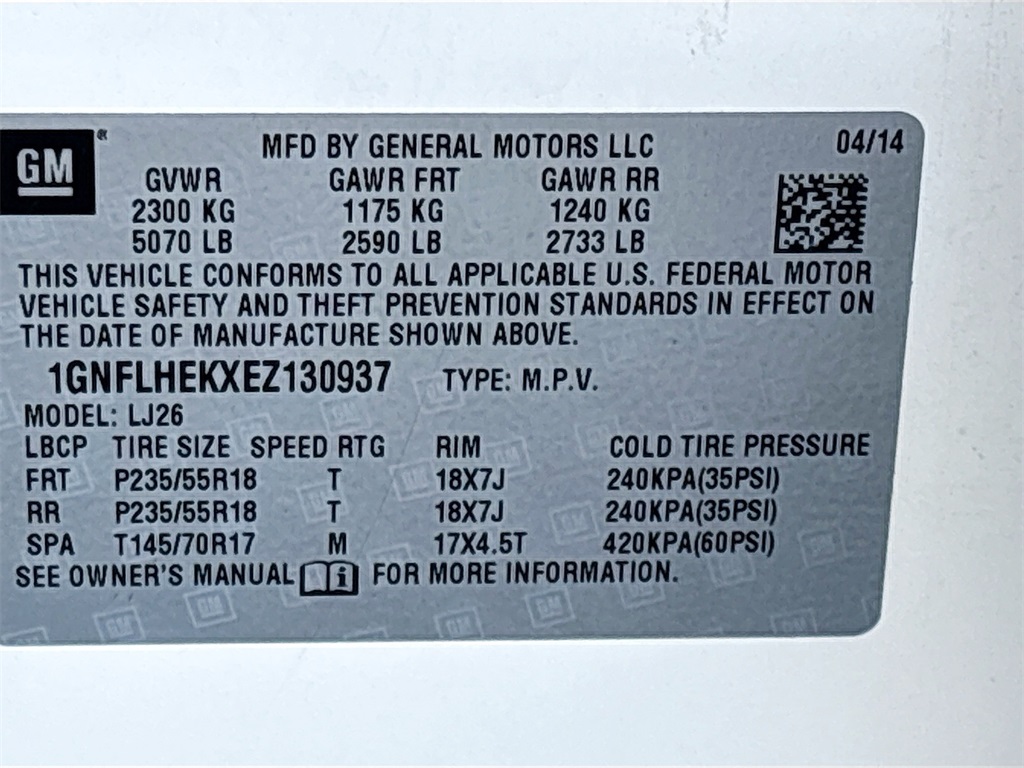 GM ® MFD BY GENERAL MOTORS LLC 04/14
GVWR GAWR FRT GAWR RR
2300 KG 1175 KG 1240 KG
5070 LB 2590 LB 2733 LB
THIS VEHICLE CONFORMS TO ALL APPLICABLE U.S. FEDERAL MOTOR
VEHICLE SAFETY AND THEFT PREVENTION STANDARDS IN EFFECT ON
THE DATE OF MANUFACTURE SHOWN ABOVE.
1GNFLHEKXEZ130937 TYPE: M.P.V.
MODEL: LJ26
LBCP TIRE SIZE SPEED RTG RIM COLD TIRE PRESSURE
FRT P235/55R18 T 18X7J 240KPA(35PSI)
RR P235/55R18 T 18X7J 240KPA(35PSI)
SPA T145/70R17 M 17X4.5T 420KPA(60PSI)
SEE OWNER'S MANUAL i FOR MORE INFORMATION.